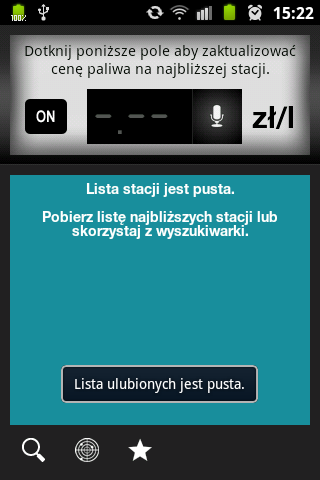 100%
15:22
Dotknij poniższe pole aby zaktualizować
cenę paliwa na najbliższej stacji.
ON
-.-- zł/l
Lista stacji jest pusta.
Pobierz listę najbliższych stacji lub
skorzystaj z wyszukiwarki.
Lista ulubionych jest pusta.